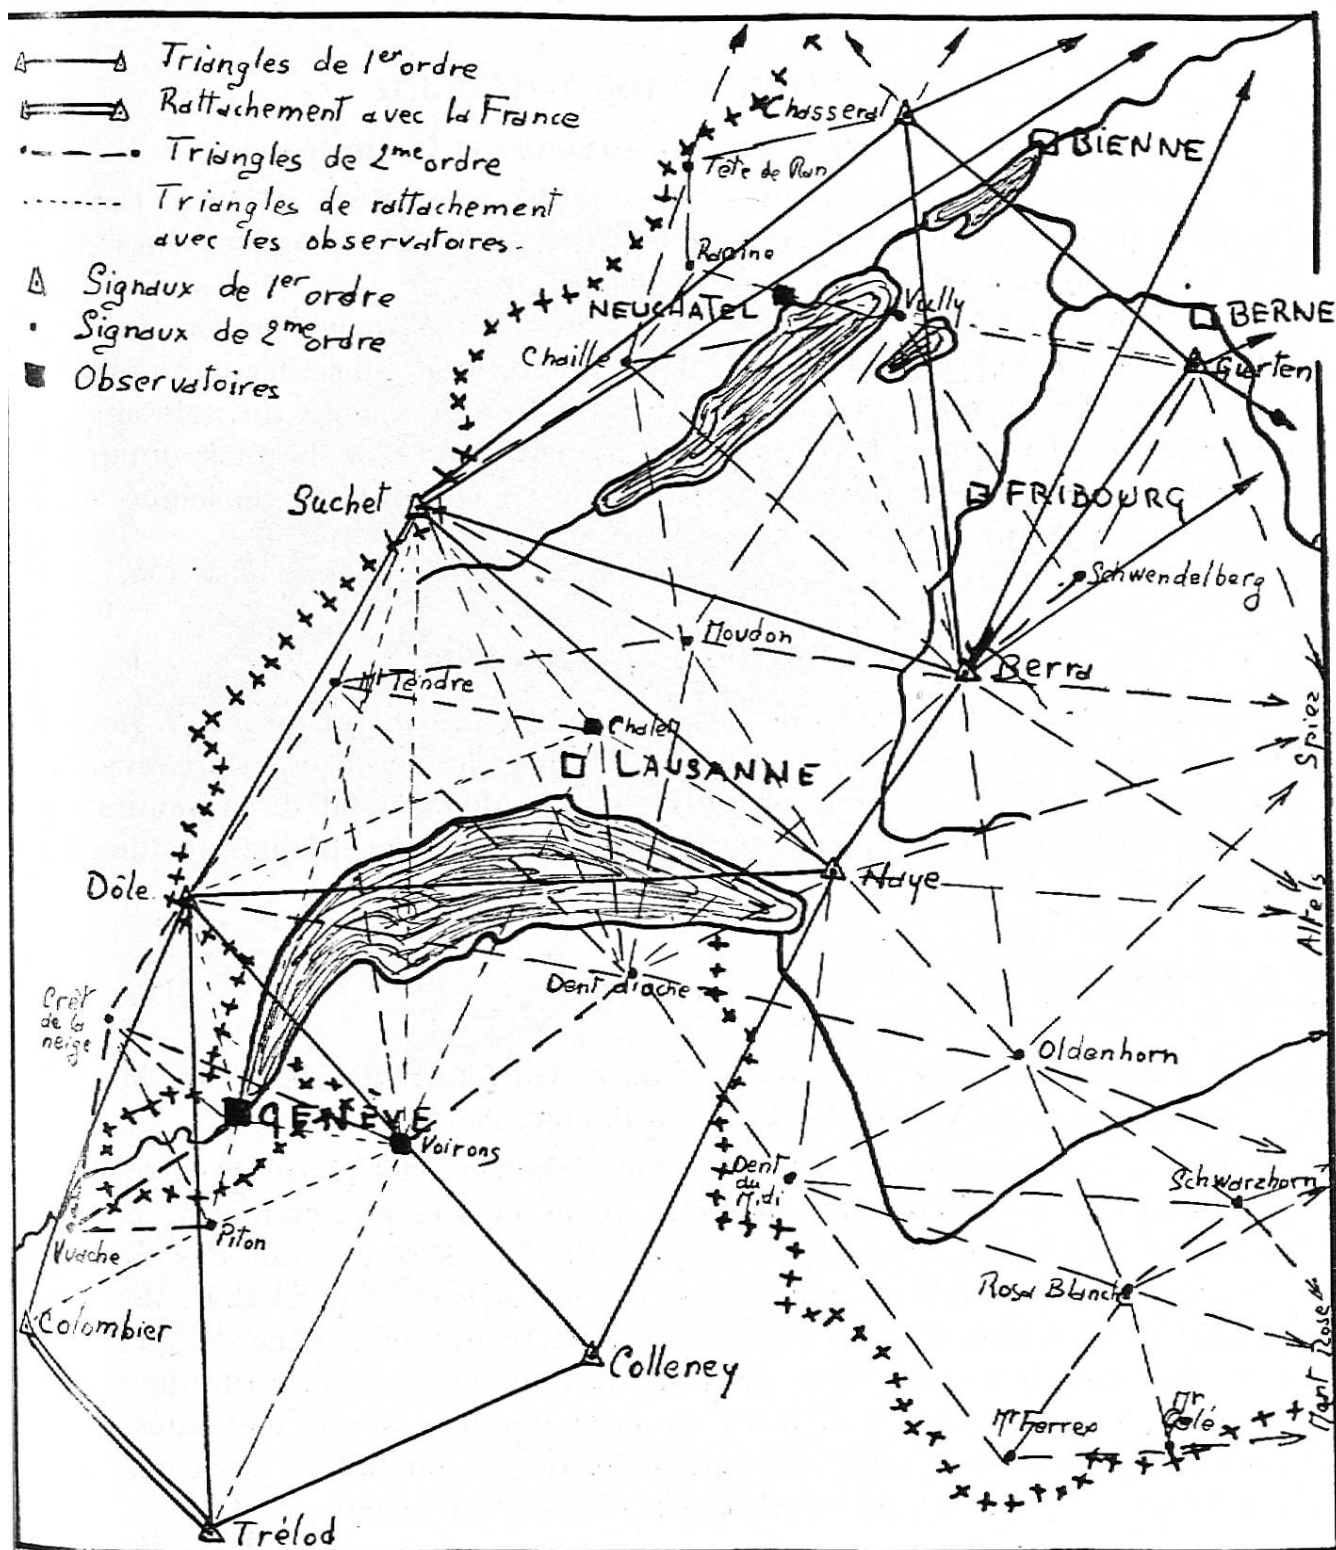 Triangles de 1er ordre
Rattachement avec la France
Triangles de 2me ordre
Triangles de rattachement
avec les observatoires.
Signaux de 1er ordre
Signaux de 2me ordre
Observatoires
Chasseral
BIENNE
Tête de Ran
Racine
NEUCHATEL
Vully
BERNE
Gurten
Chaille
Suchet
FRIBOURG
Schwendelberg
Moudon
Berra
Mt Tendre
Spiez
Chalet
LAUSANNE
Dôle
Naye
Altels
Dent d'oche
Crêt
de la
neige
Oldenhorn
GENEVE
Voirons
Dent
du
Midi
Schwarzhorn
Vuache
Piton
Rosa Blanche
Colombier
Colleney
Mont Rose
Mt Ferrex
Mt
Gelé
Trélod